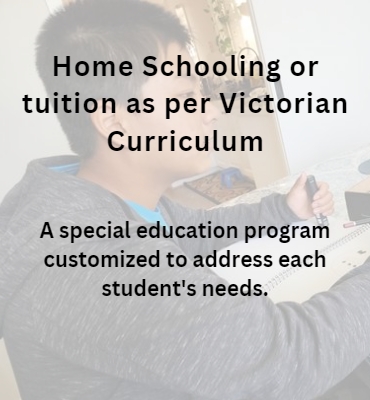 Home Schooling or
tuition as per Victorian
Curriculum
A special education program
customized to address each
student's needs.